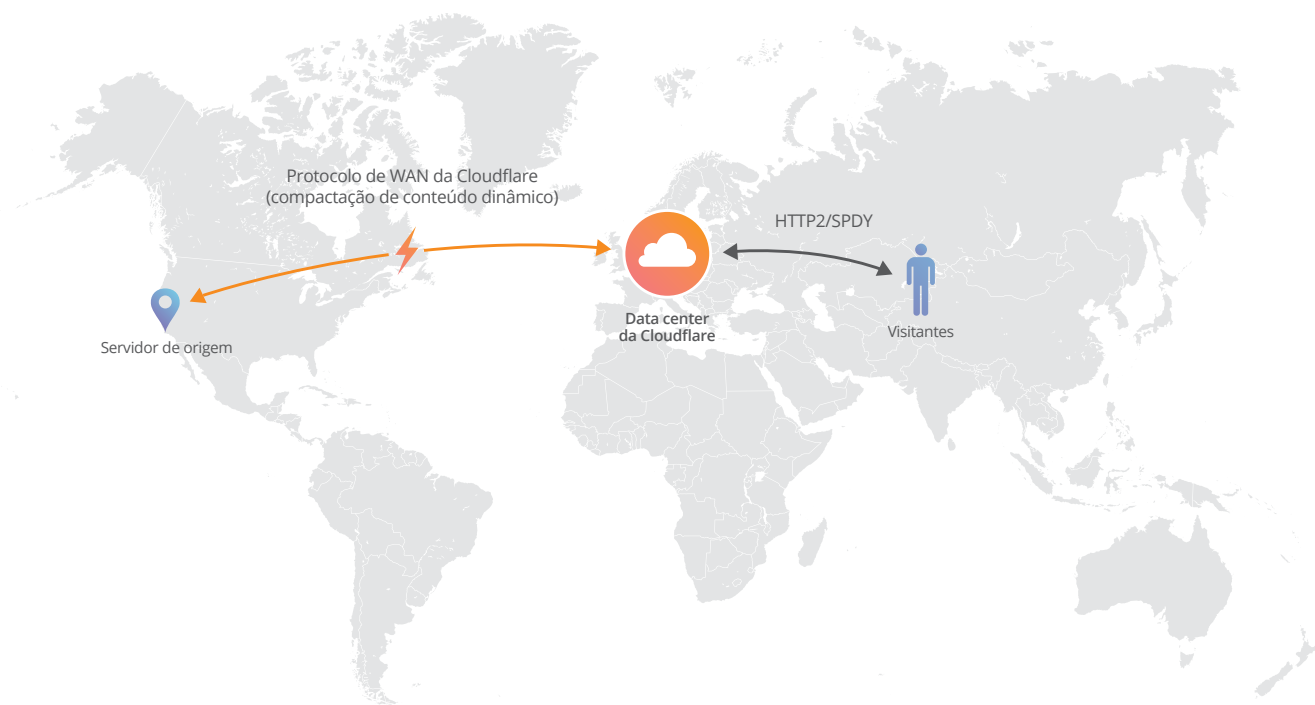 Protocolo de WAN da Cloudflare
(compactação de conteúdo dinâmico)
HTTP2/SPDY
Servidor de origem
Data center
da Cloudflare
Visitantes